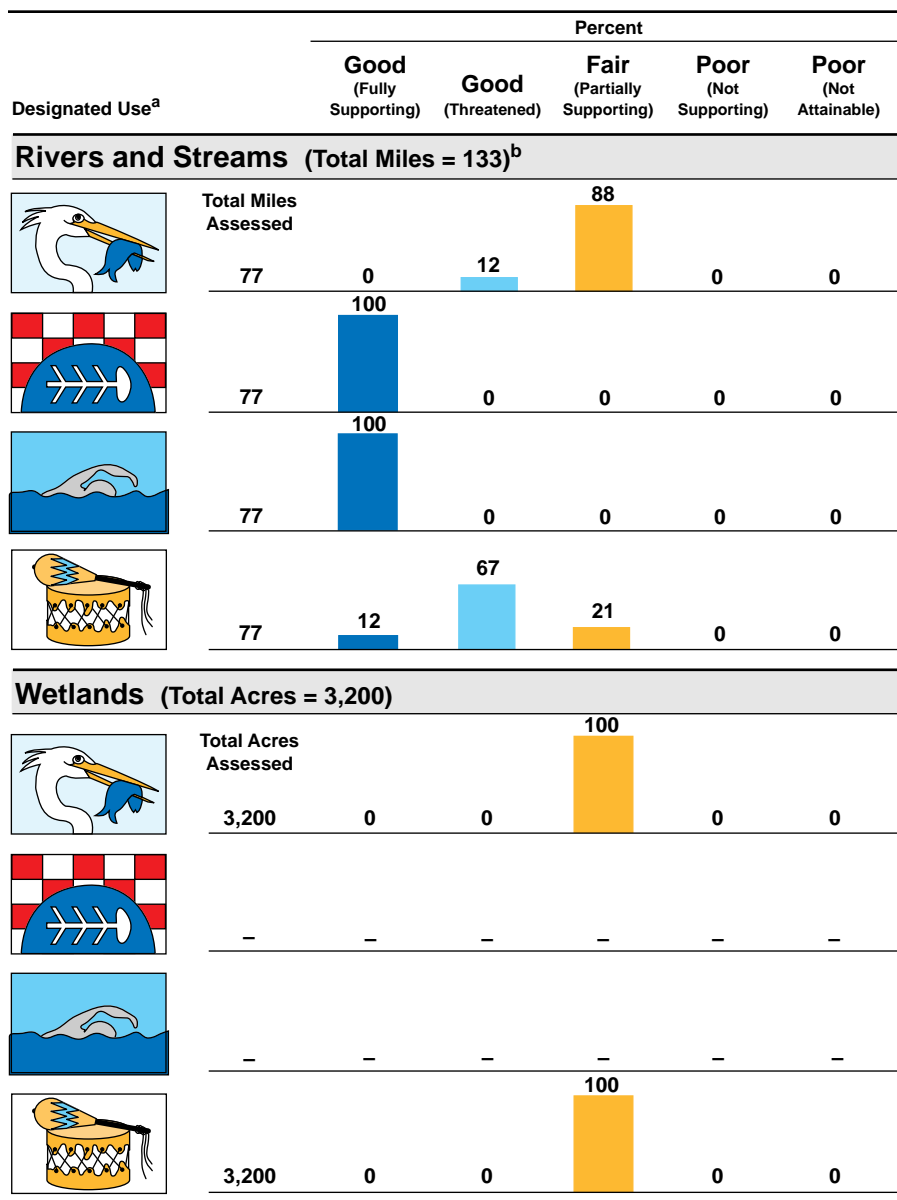 Percent
Designated Useᵃ
Good (Fully Supporting)
Good (Threatened)
Fair (Partially Supporting)
Poor (Not Supporting)
Poor (Not Attainable)
Rivers and Streams (Total Miles = 133)ᵇ
Total Miles Assessed
88
77 0 12 0 0
100
77 0 0 0 0
100
77 0 0 0 0
67
77 12 21 0 0
Wetlands (Total Acres = 3,200)
Total Acres Assessed
100
3,200 0 0 0 0
– – – – – –
– – – – – –
100
3,200 0 0 0 0